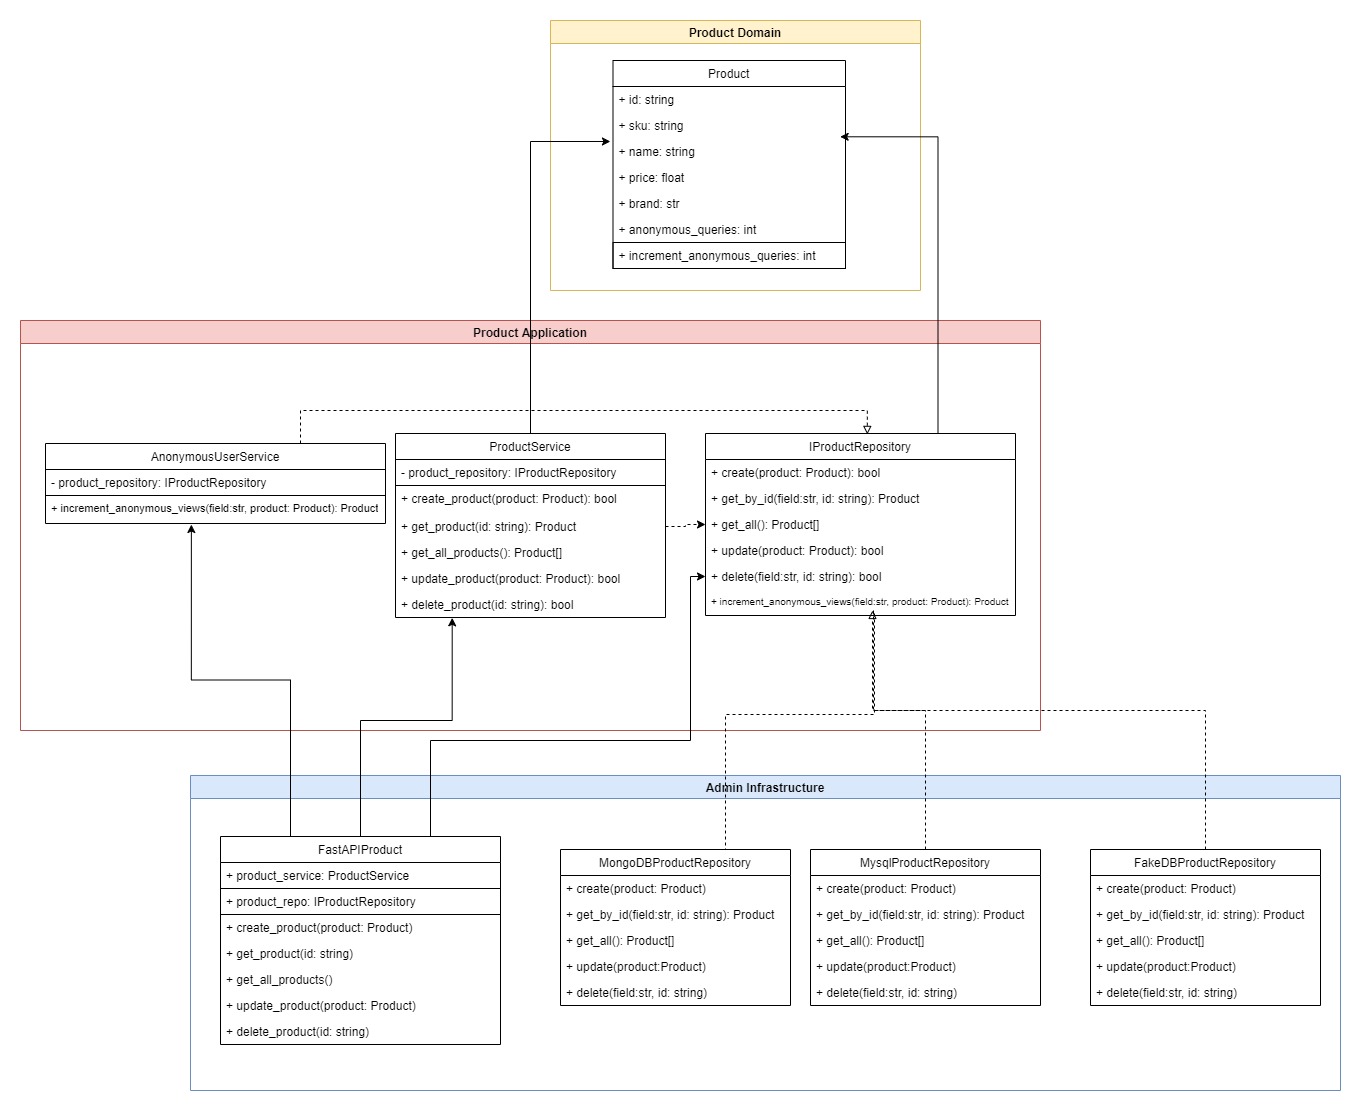 Product Domain
Product
+ id: string
+ sku: string
+ name: string
+ price: float
+ brand: str
+ anonymous_queries: int
+ increment_anonymous_queries: int
Product Application
AnonymousUserService
- product_repository: IProductRepository
+ increment_anonymous_views(field:str, product: Product): Product
ProductService
- product_repository: IProductRepository
+ create_product(product: Product): bool
+ get_product(id: string): Product
+ get_all_products(): Product[]
+ update_product(product: Product): bool
+ delete_product(id: string): bool
IProductRepository
+ create(product: Product): bool
+ get_by_id(field:str, id: string): Product
+ get_all(): Product[]
+ update(product: Product): bool
+ delete(field:str, id: string): bool
+ increment_anonymous_views(field:str, product: Product): Product
Admin Infrastructure
FastAPIProduct
+ product_service: ProductService
+ product_repo: IProductRepository
+ create_product(product: Product)
+ get_product(id: string)
+ get_all_products()
+ update_product(product: Product)
+ delete_product(id: string)
MongoDBProductRepository
+ create(product: Product)
+ get_by_id(field:str, id: string): Product
+ get_all(): Product[]
+ update(product:Product)
+ delete(field:str, id: string)
MysqlProductRepository
+ create(product: Product)
+ get_by_id(field:str, id: string): Product
+ get_all(): Product[]
+ update(product:Product)
+ delete(field:str, id: string)
FakeDBProductRepository
+ create(product: Product)
+ get_by_id(field:str, id: string): Product
+ get_all(): Product[]
+ update(product:Product)
+ delete(field:str, id: string)